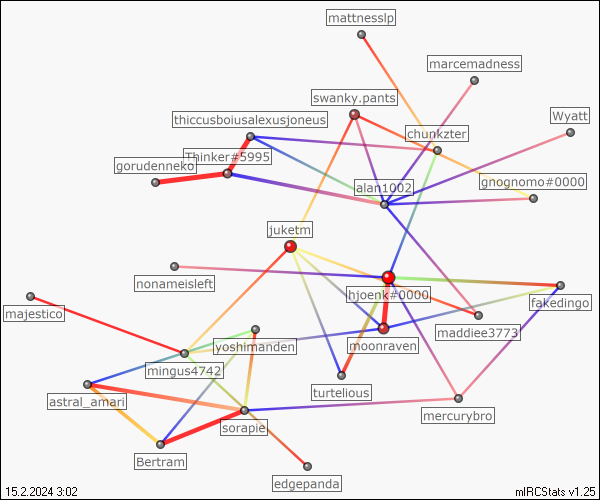 mattnesslp
marcemadness
swanky.pants
thiccusboiusalexusjoneus
Wyatt
chunkzter
Thinker#5995
gorudenneko
alan1002
gnognomo#0000
juketm
nonameisleft
hjoenk#0000
fakedingo
majestico
maddiee3773
yoshimanden
moonraven
mingus4742
turtelious
astral_amari
mercurybro
sorapie
Bertram
edgepanda
15.2.2024 3:02
mIRCStats v1.25